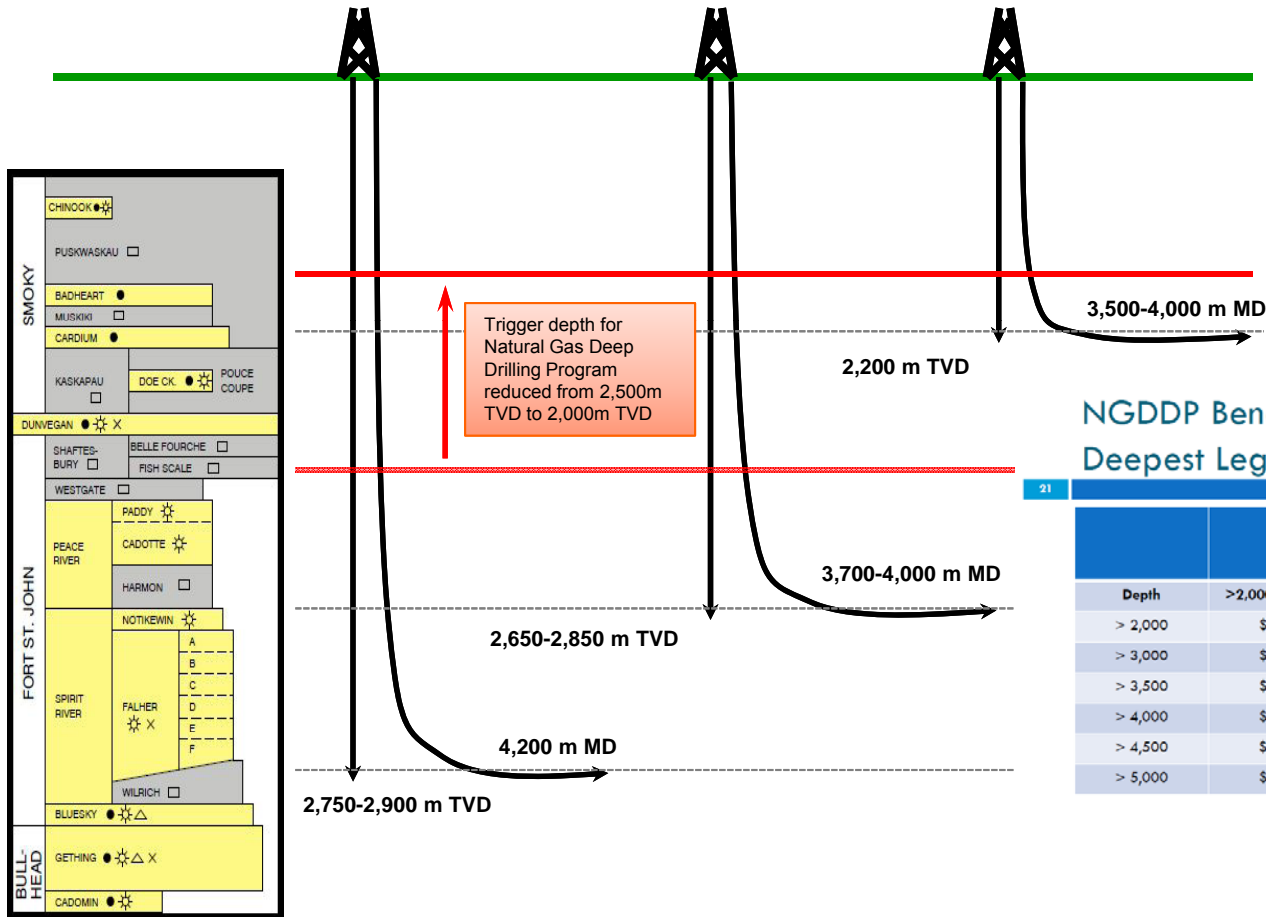 SMOKY
CHINOOK
PUSKWASKAU
BADHEART
MUSKIKI
CARDIUM
KASKAPAU
DOE CK.
POUCE
COUPE
DUNVEGAN X
FORT ST. JOHN
SHAFTES-
BURY
BELLE FOURCHE
FISH SCALE
WESTGATE
PEACE
RIVER
PADDY
CADOTTE
HARMON
SPIRIT
RIVER
NOTIKEWIN
FALHER
X
A
B
C
D
E
F
WILRICH
BLUESKY
BULL-
HEAD
GETHING X
CADOMIN
Trigger depth for
Natural Gas Deep
Drilling Program
reduced from 2,500m
TVD to 2,000m TVD
3,500-4,000 m MD
2,200 m TVD
3,700-4,000 m MD
2,650-2,850 m TVD
4,200 m MD
2,750-2,900 m TVD
NGDDP Ben
Deepest Leg
21
Depth >2,000
> 2,000 $
> 3,000 $
> 3,500 $
> 4,000 $
> 4,500 $
> 5,000 $